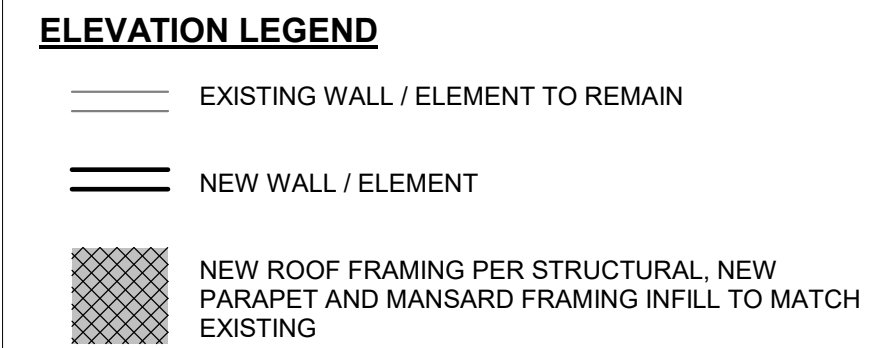 ELEVATION LEGEND
EXISTING WALL / ELEMENT TO REMAIN
NEW WALL / ELEMENT
NEW ROOF FRAMING PER STRUCTURAL, NEW
PARAPET AND MANSARD FRAMING INFILL TO MATCH
EXISTING